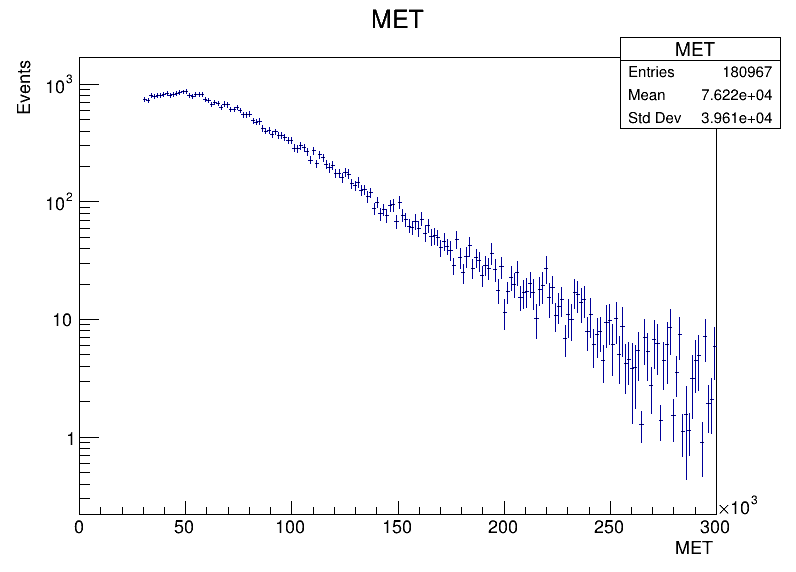 MET
MET
Entries 180967
Mean 7.622e+04
Std Dev 3.961e+04
Events
10³
10²
10
1
0 50 100 150 200 250 300
×10³
MET